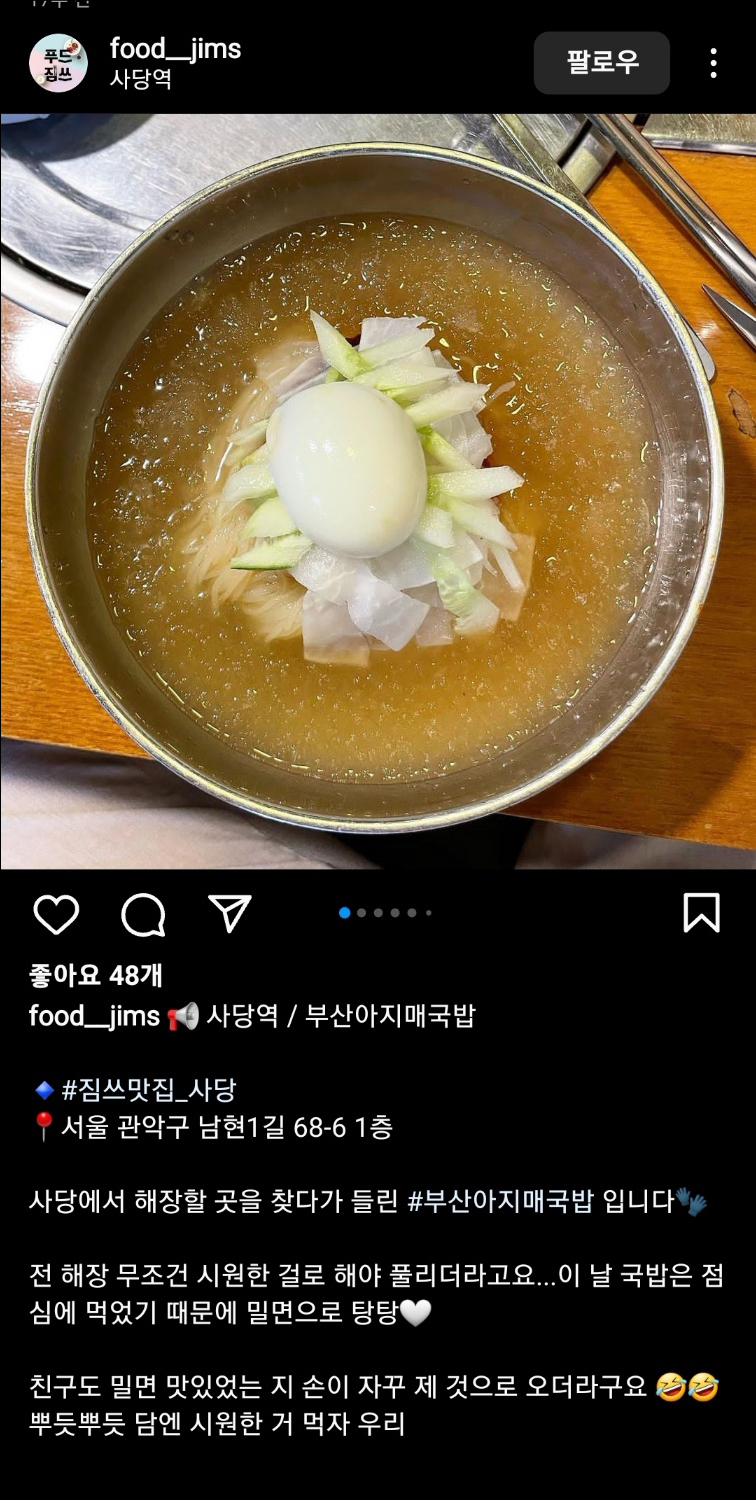 food__jims
사당역
팔로우
푸드
짐쓰
좋아요 48개
food__jims 📢 사당역 / 부산아지매국밥
🔹#짐쓰맛집_사당
📍서울 관악구 남현1길 68-6 1층
사당에서 해장할 곳을 찾다가 들린 #부산아지매국밥 입니다🧤
전 해장 무조건 시원한 걸로 해야 풀리더라고요...이 날 국밥은 점
심에 먹었기 때문에 밀면으로 탕탕🤍
친구도 밀면 맛있었는 지 손이 자꾸 제 것으로 오더라구요 🤣🤣
뿌듯뿌듯 담엔 시원한 거 먹자 우리